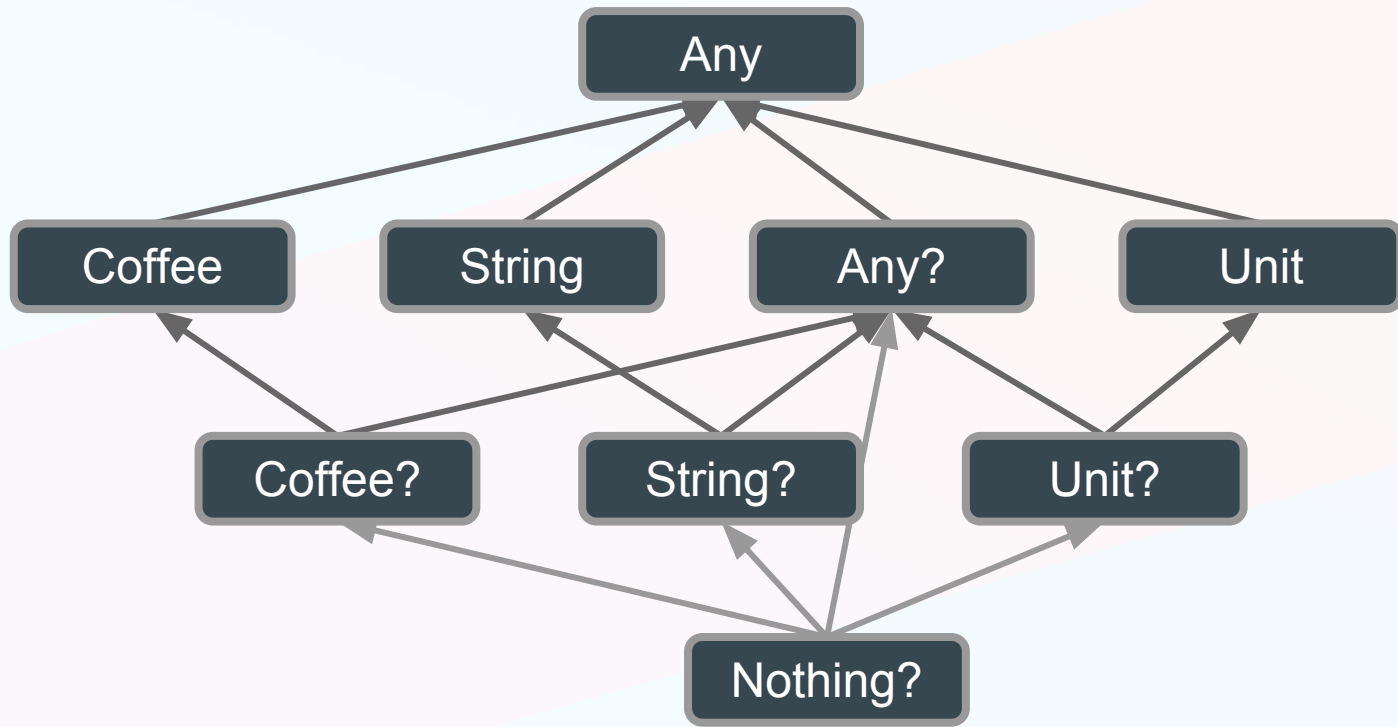 Any
Coffee
String
Any?
Unit
Coffee?
String?
Unit?
Nothing?